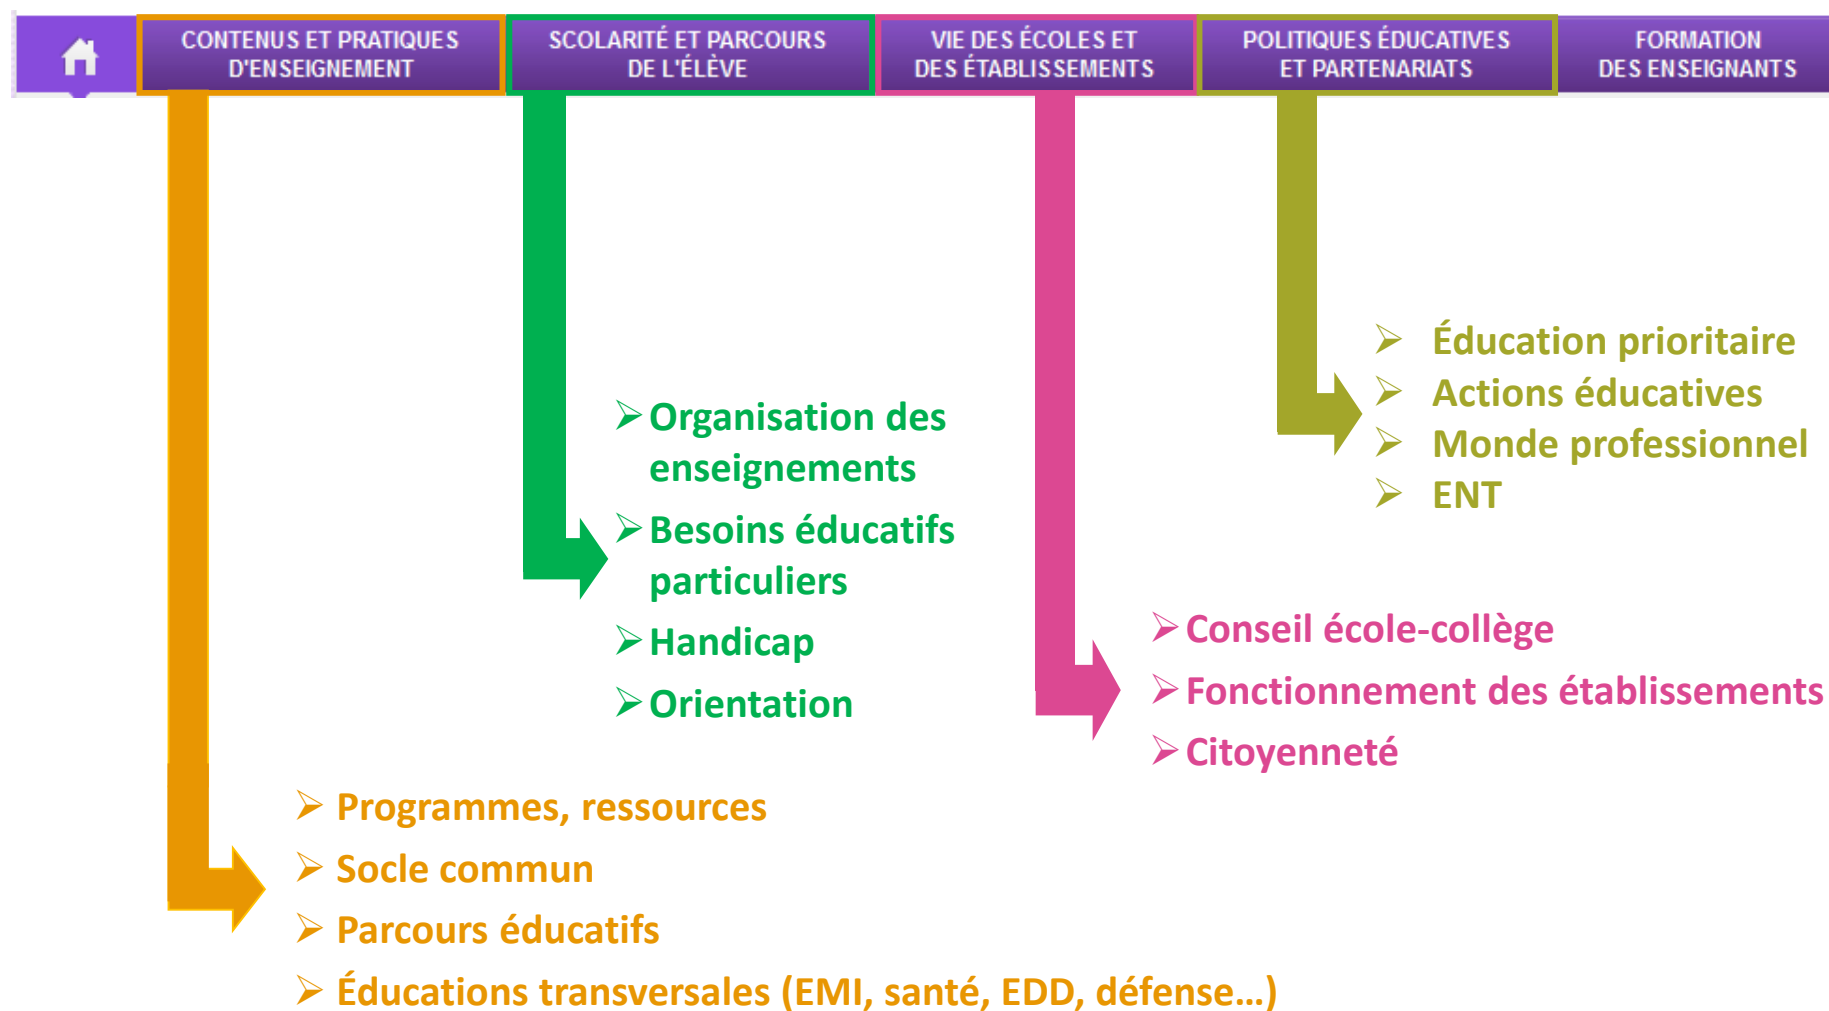 CONTENUS ET PRATIQUES
D'ENSEIGNEMENT
SCOLARITÉ ET PARCOURS
DE L'ÉLÈVE
VIE DES ÉCOLES ET
DES ÉTABLISSEMENTS
POLITIQUES ÉDUCATIVES
ET PARTENARIATS
FORMATION
DES ENSEIGNANTS
Éducation prioritaire
Actions éducatives
Monde professionnel
ENT
Organisation des
enseignements
Besoins éducatifs
particuliers
Handicap
Orientation
Conseil école-collège
Fonctionnement des établissements
Citoyenneté
Programmes, ressources
Socle commun
Parcours éducatifs
Éducations transversales (EMI, santé, EDD, défense…)